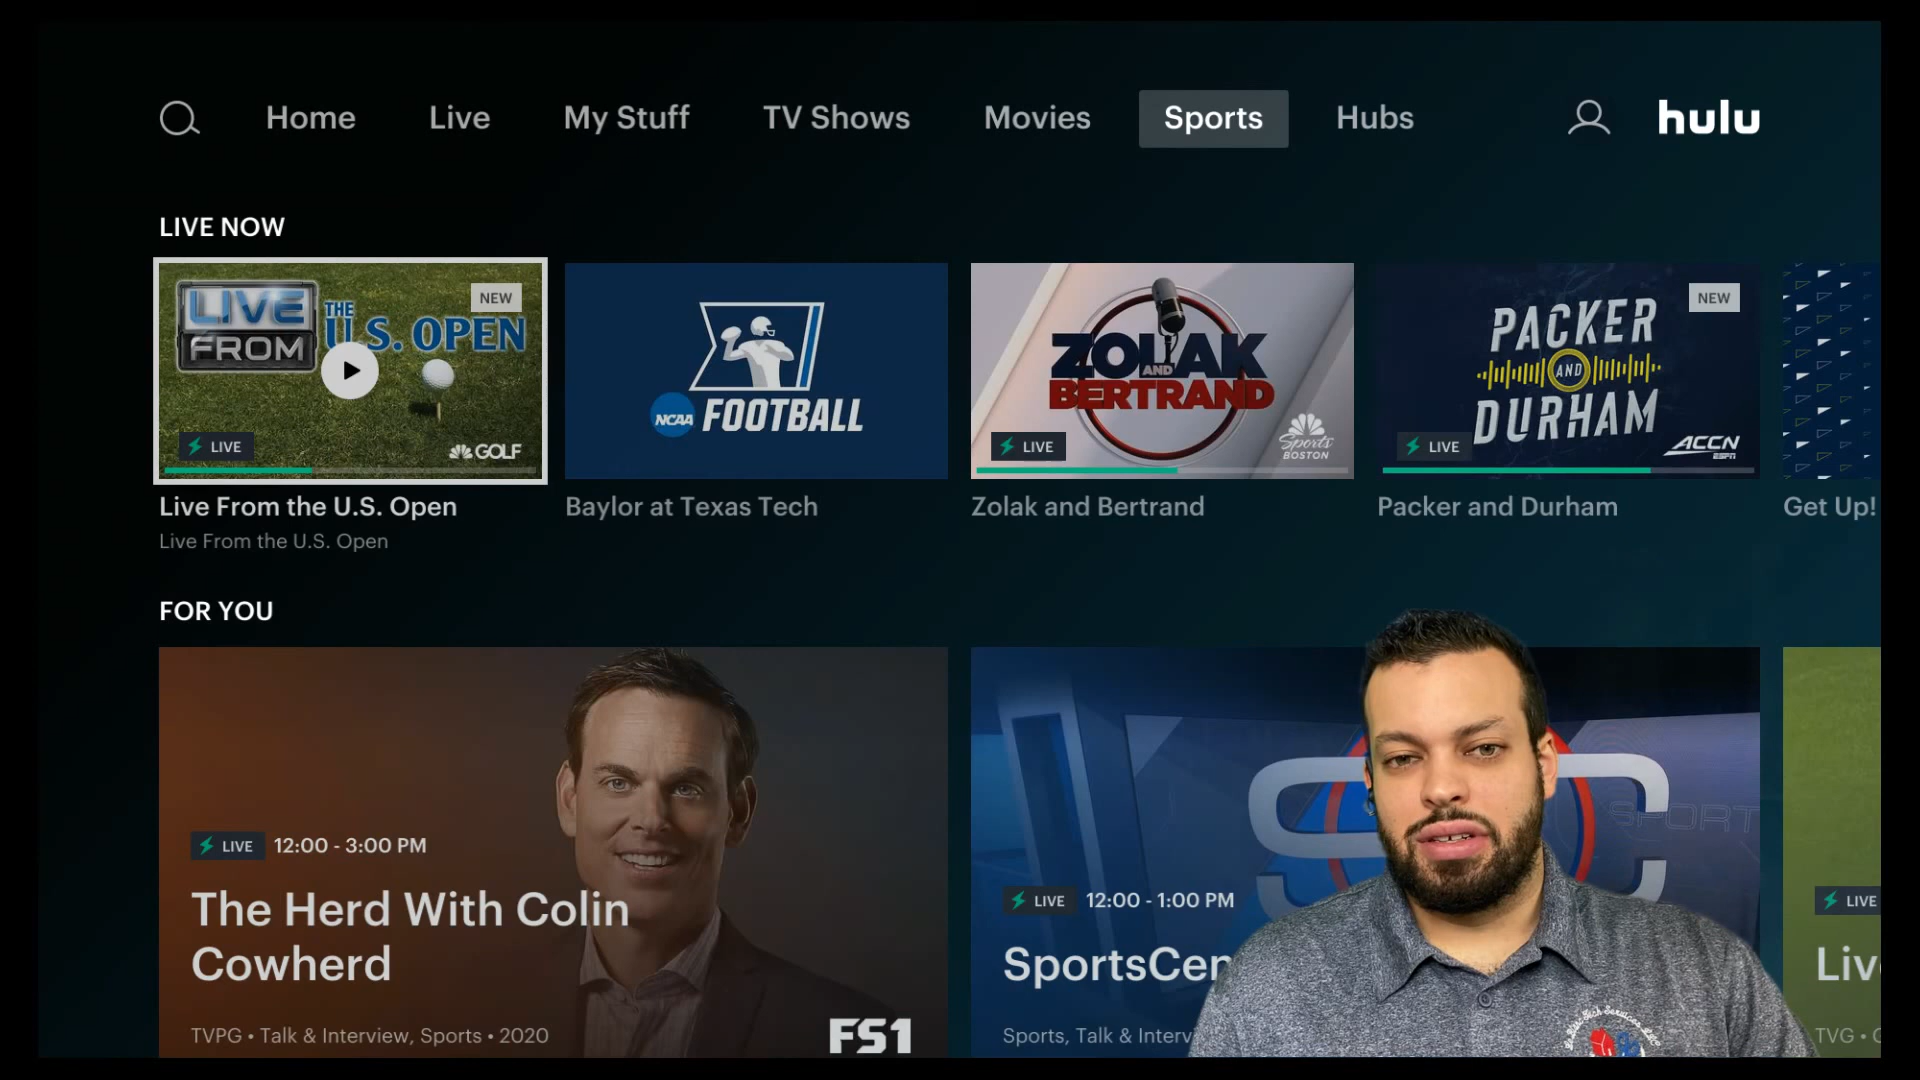 Home Live My Stuff TV Shows Movies Sports Hubs hulu
LIVE NOW
LIVE FROM THE U.S. OPEN
NEW
LIVE
GOLF
NCAA FOOTBALL
ZOLAK AND BERTRAND
LIVE
Sports BOSTON
PACKER AND DURHAM
NEW
LIVE
ACCN
ESPN
Live From the U.S. Open
Live From the U.S. Open
Baylor at Texas Tech
Zolak and Bertrand
Packer and Durham
Get Up!
FOR YOU
LIVE 12:00 - 3:00 PM
The Herd With Colin
Cowherd
TVPG • Talk & Interview, Sports • 2020
FS1
SC
SPORT
LIVE 12:00 - 1:00 PM
SportsCen
Sports, Talk & Interv
LIVE
Liv
TVG •